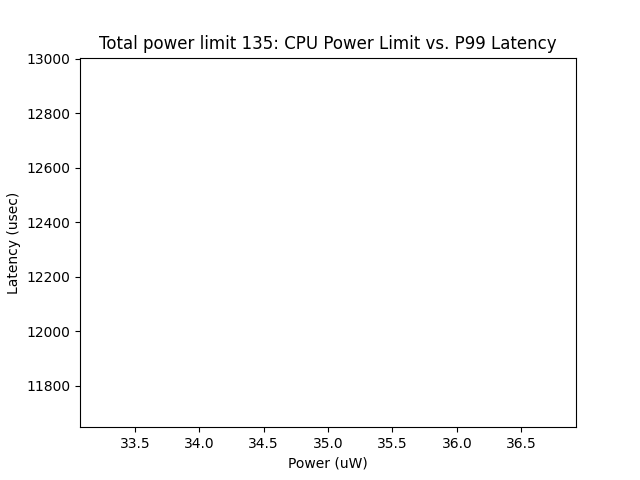 Total power limit 135: CPU Power Limit vs. P99 Latency
13000
12800
12600
12400
12200
12000
11800
Latency (usec)
33.5 34.0 34.5 35.0 35.5 36.0 36.5
Power (uW)